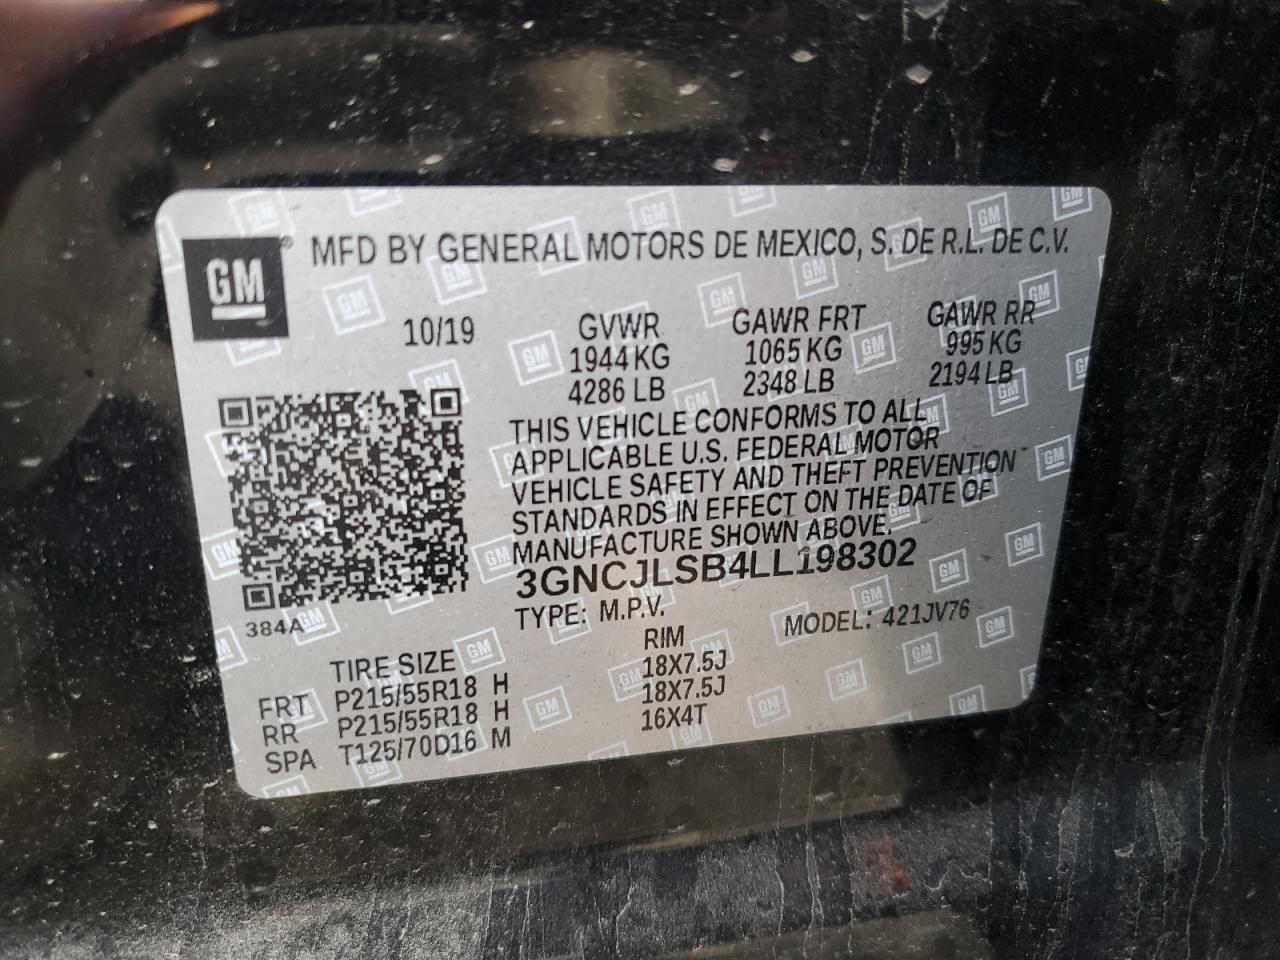 GM® MFD BY GENERAL MOTORS DE MEXICO, S. DE R.L. DE C.V.
10/19 GVWR GAWR FRT GAWR RR
1944 KG 1065 KG 995 KG
4286 LB 2348 LB 2194 LB
THIS VEHICLE CONFORMS TO ALL
APPLICABLE U.S. FEDERAL MOTOR
VEHICLE SAFETY AND THEFT PREVENTION
STANDARDS IN EFFECT ON THE DATE OF
MANUFACTURE SHOWN ABOVE.
3GNCJLSB4LL198302
384A
TYPE: M.P.V. MODEL: 421JV76
TIRE SIZE RIM
FRT P215/55R18 H 18X7.5J
RR P215/55R18 H 18X7.5J
SPA T125/70D16 M 16X4T